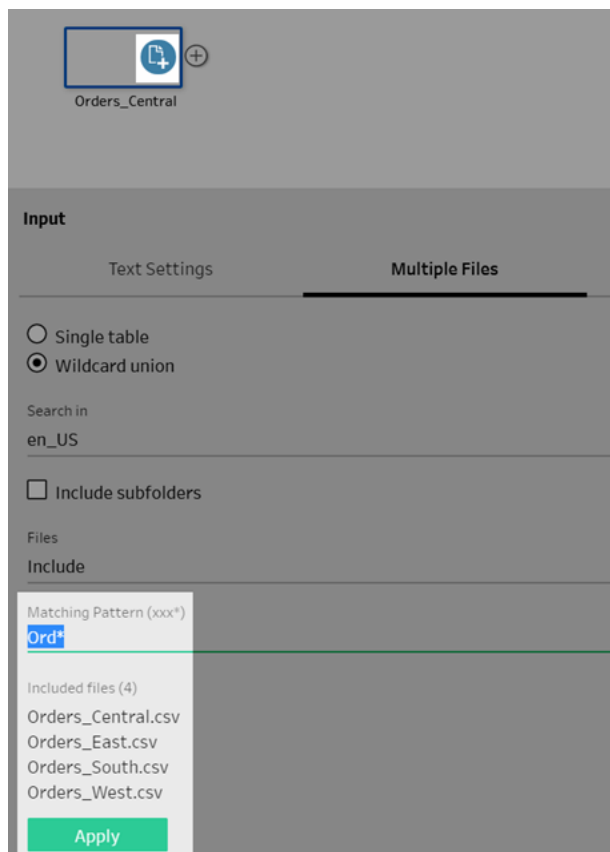 Orders_Central
Input
Text Settings Multiple Files
Single table
Wildcard union
Search in
en_US
Include subfolders
Files
Include
Matching Pattern (xxx*)
Ord*
Included files (4)
Orders_Central.csv
Orders_East.csv
Orders_South.csv
Orders_West.csv
Apply